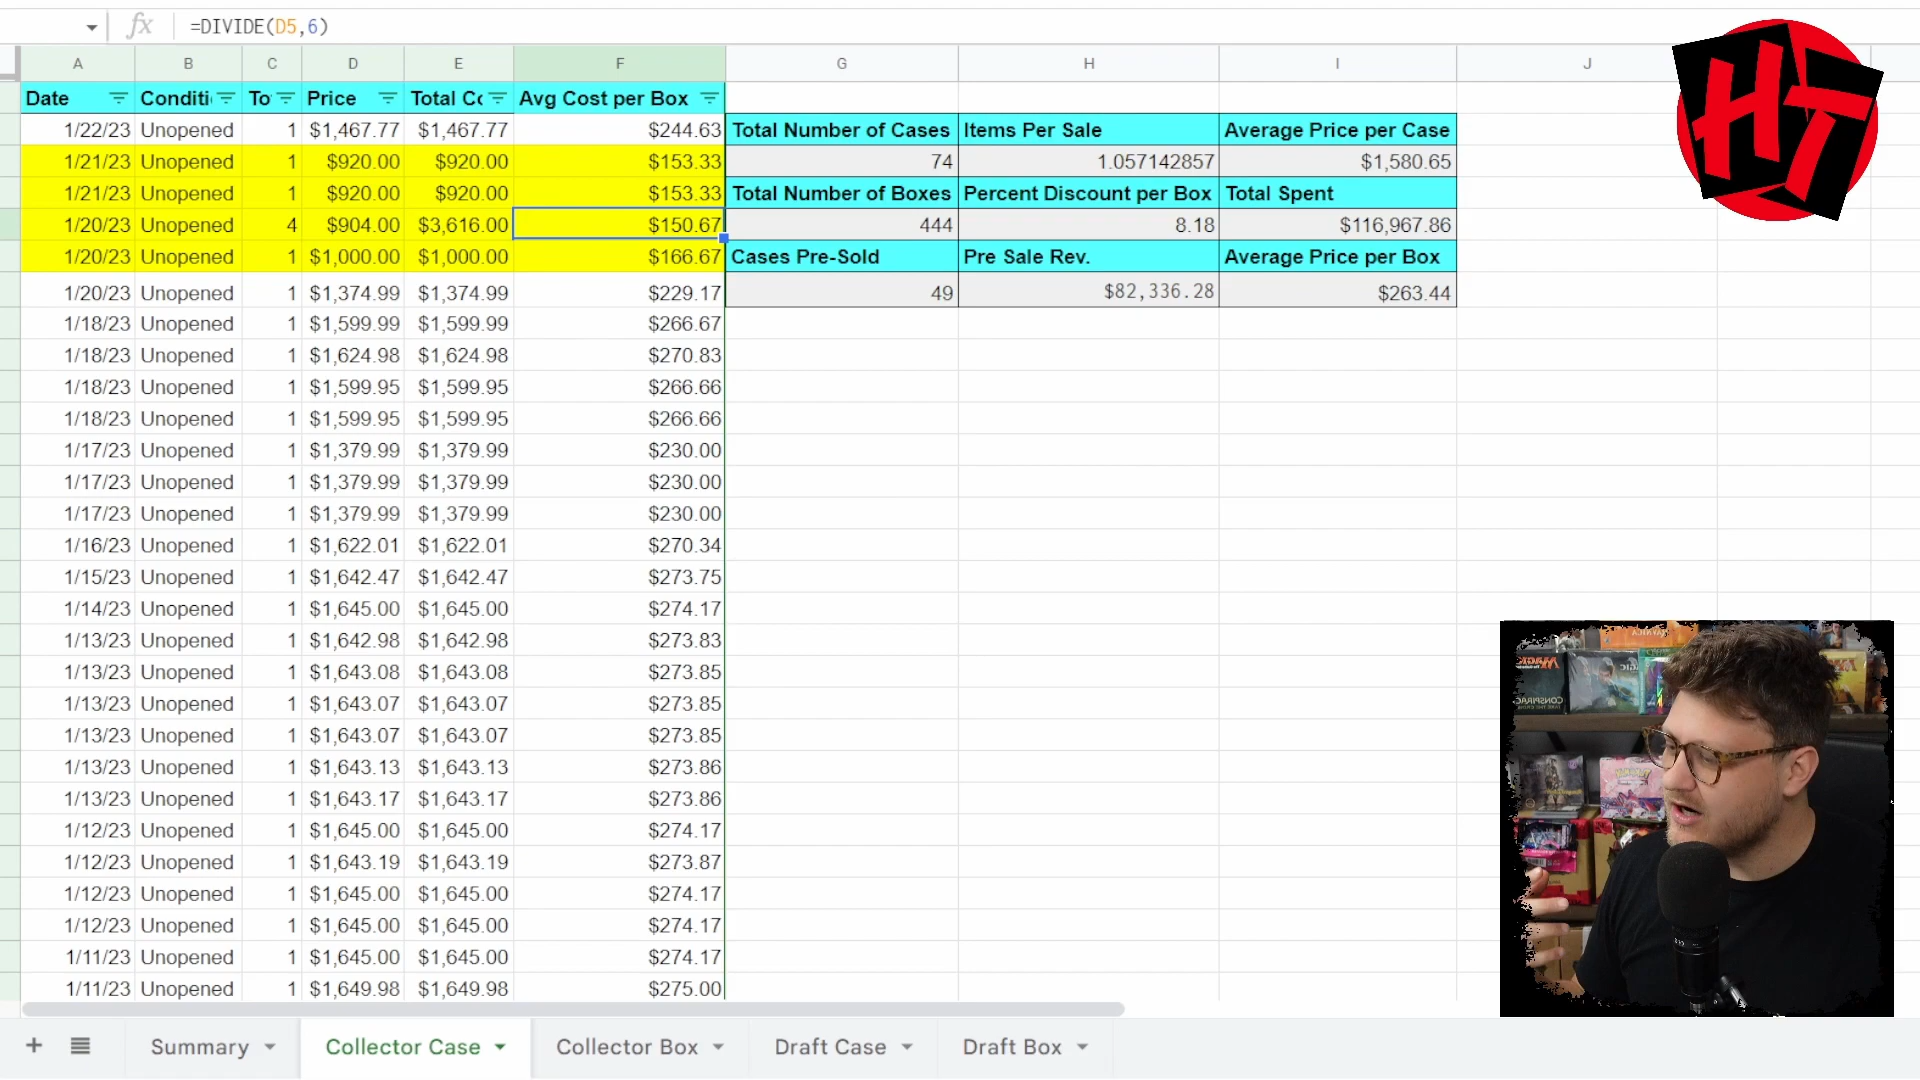 fx =DIVIDE(D5,6)
A B C D E F G H I J
Date Conditi To Price Total Co Avg Cost per Box
1/22/23 Unopened 1 $1,467.77 $1,467.77 $244.63 Total Number of Cases Items Per Sale Average Price per Case
1/21/23 Unopened 1 $920.00 $920.00 $153.33 74 1.057142857 $1,580.65
1/21/23 Unopened 1 $920.00 $920.00 $153.33 Total Number of Boxes Percent Discount per Box Total Spent
1/20/23 Unopened 4 $904.00 $3,616.00 $150.67 444 8.18 $116,967.86
1/20/23 Unopened 1 $1,000.00 $1,000.00 $166.67 Cases Pre-Sold Pre Sale Rev. Average Price per Box
1/20/23 Unopened 1 $1,374.99 $1,374.99 $229.17 49 $82,336.28 $263.44
1/18/23 Unopened 1 $1,599.99 $1,599.99 $266.67
1/18/23 Unopened 1 $1,624.98 $1,624.98 $270.83
1/18/23 Unopened 1 $1,599.95 $1,599.95 $266.66
1/18/23 Unopened 1 $1,599.95 $1,599.95 $266.66
1/17/23 Unopened 1 $1,379.99 $1,379.99 $230.00
1/17/23 Unopened 1 $1,379.99 $1,379.99 $230.00
1/17/23 Unopened 1 $1,379.99 $1,379.99 $230.00
1/16/23 Unopened 1 $1,622.01 $1,622.01 $270.34
1/15/23 Unopened 1 $1,642.47 $1,642.47 $273.75
1/14/23 Unopened 1 $1,645.00 $1,645.00 $274.17
1/13/23 Unopened 1 $1,642.98 $1,642.98 $273.83
1/13/23 Unopened 1 $1,643.08 $1,643.08 $273.85
1/13/23 Unopened 1 $1,643.07 $1,643.07 $273.85
1/13/23 Unopened 1 $1,643.07 $1,643.07 $273.85
1/13/23 Unopened 1 $1,643.13 $1,643.13 $273.86
1/13/23 Unopened 1 $1,643.17 $1,643.17 $273.86
1/12/23 Unopened 1 $1,645.00 $1,645.00 $274.17
1/12/23 Unopened 1 $1,643.19 $1,643.19 $273.87
1/12/23 Unopened 1 $1,645.00 $1,645.00 $274.17
1/12/23 Unopened 1 $1,645.00 $1,645.00 $274.17
1/11/23 Unopened 1 $1,645.00 $1,645.00 $274.17
1/11/23 Unopened 1 $1,649.98 $1,649.98 $275.00
Summary Collector Case Collector Box Draft Case Draft Box
HT
MAGIC
MAGIC
CONSPIRACY